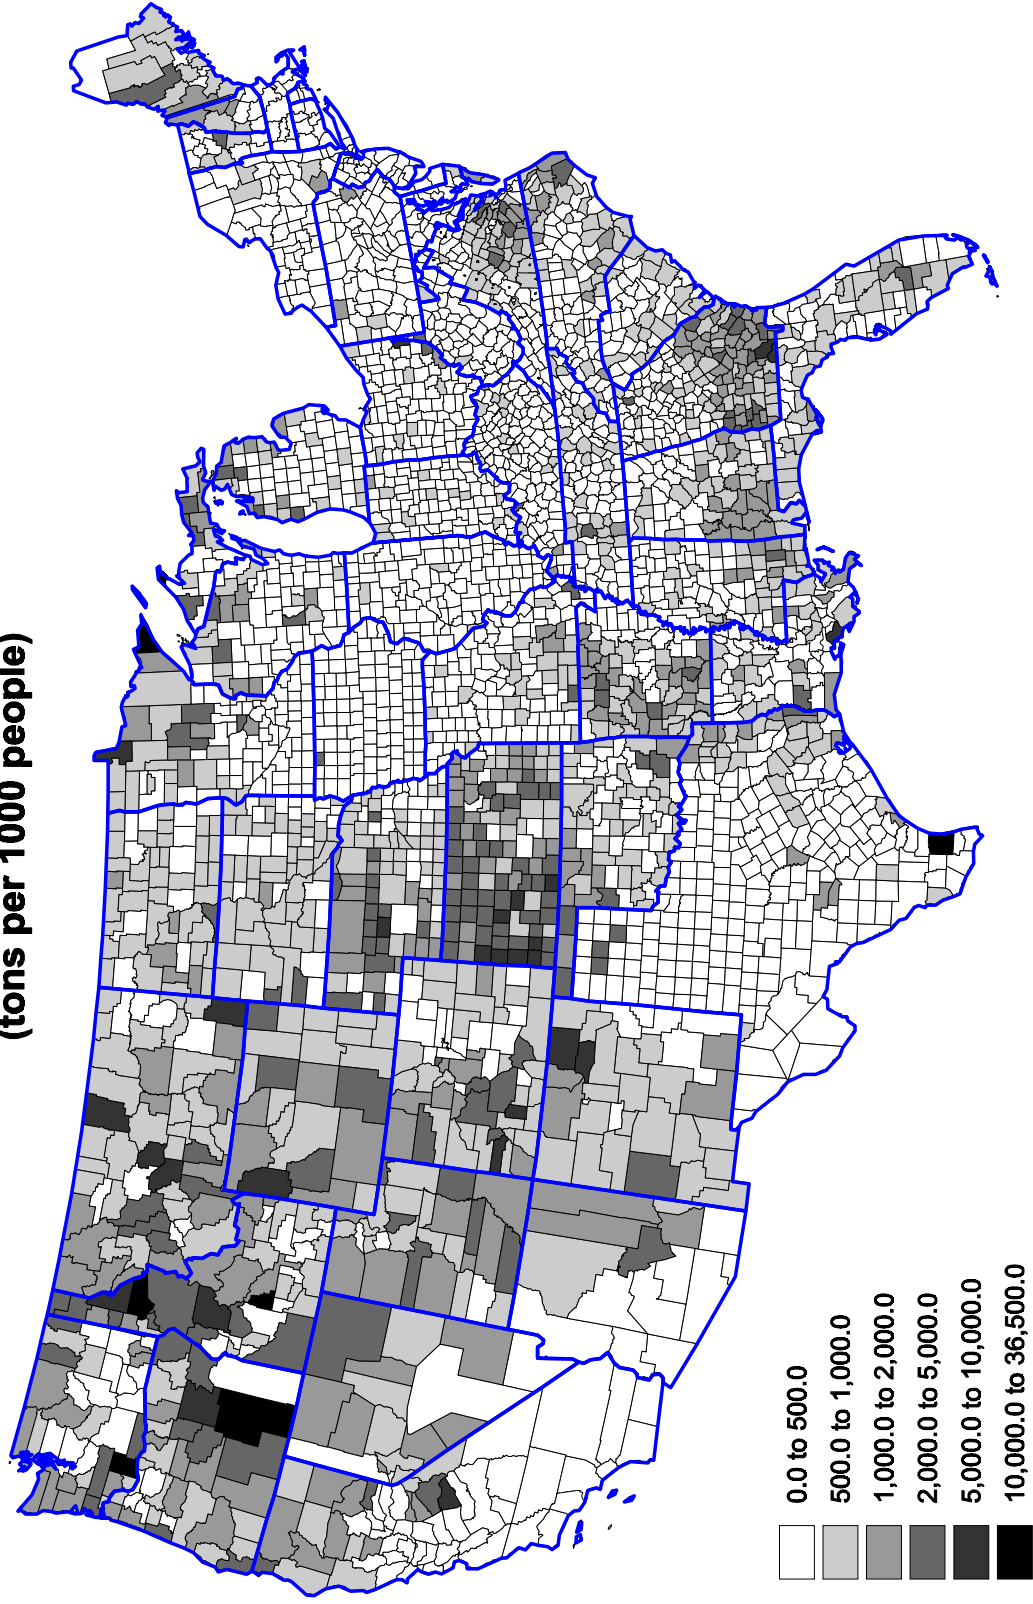 (tons per 1000 people)
0.0 to 500.0
500.0 to 1,000.0
1,000.0 to 2,000.0
2,000.0 to 5,000.0
5,000.0 to 10,000.0
10,000.0 to 36,500.0